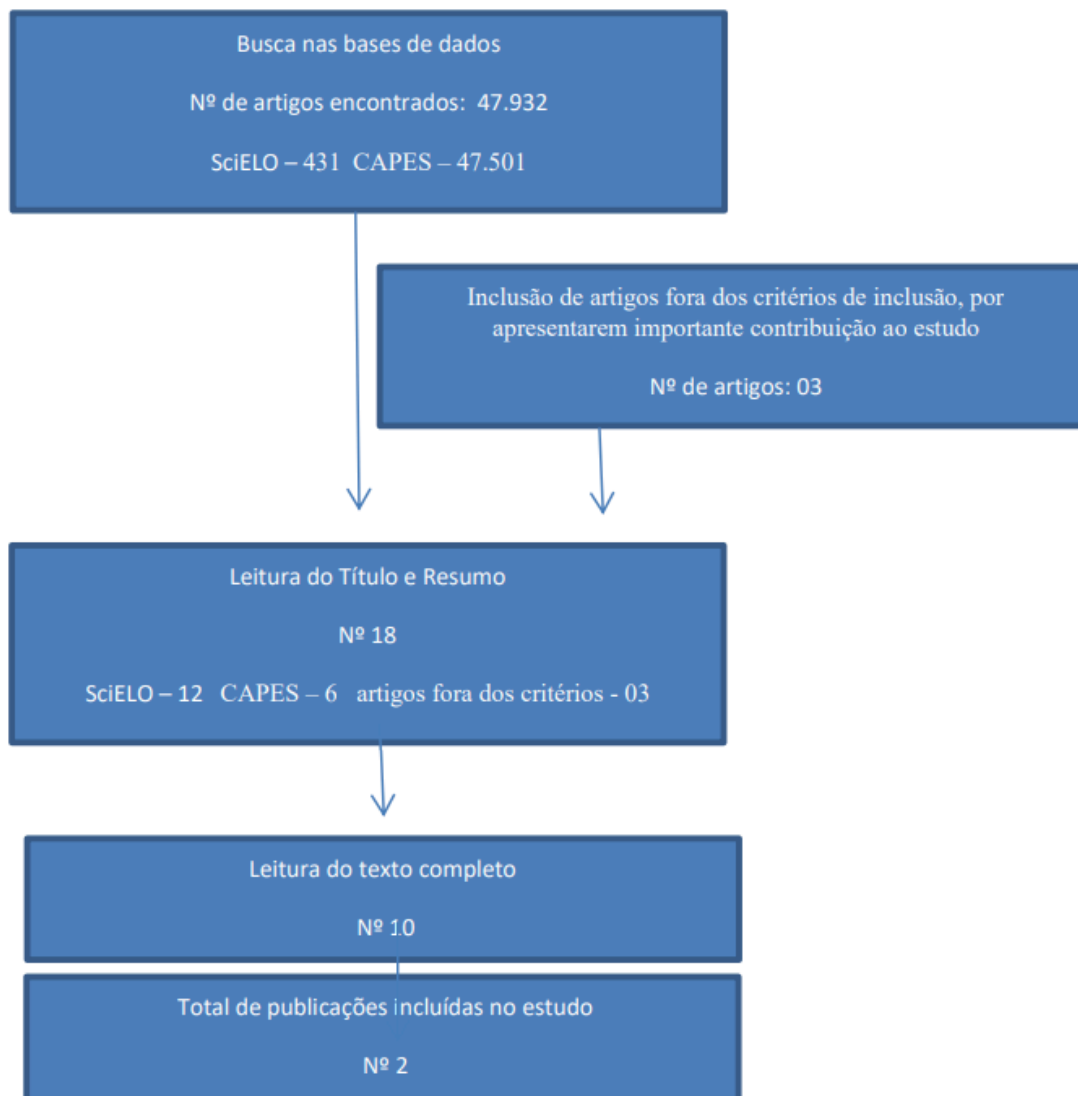 Busca nas bases de dados
Nº de artigos encontrados: 47.932
SciELO – 431 CAPES – 47.501
Inclusão de artigos fora dos critérios de inclusão, por
apresentarem importante contribuição ao estudo
Nº de artigos: 03
Leitura do Título e Resumo
Nº 18
SciELO – 12 CAPES – 6 artigos fora dos critérios - 03
Leitura do texto completo
Nº 10
Total de publicações incluídas no estudo
Nº 2